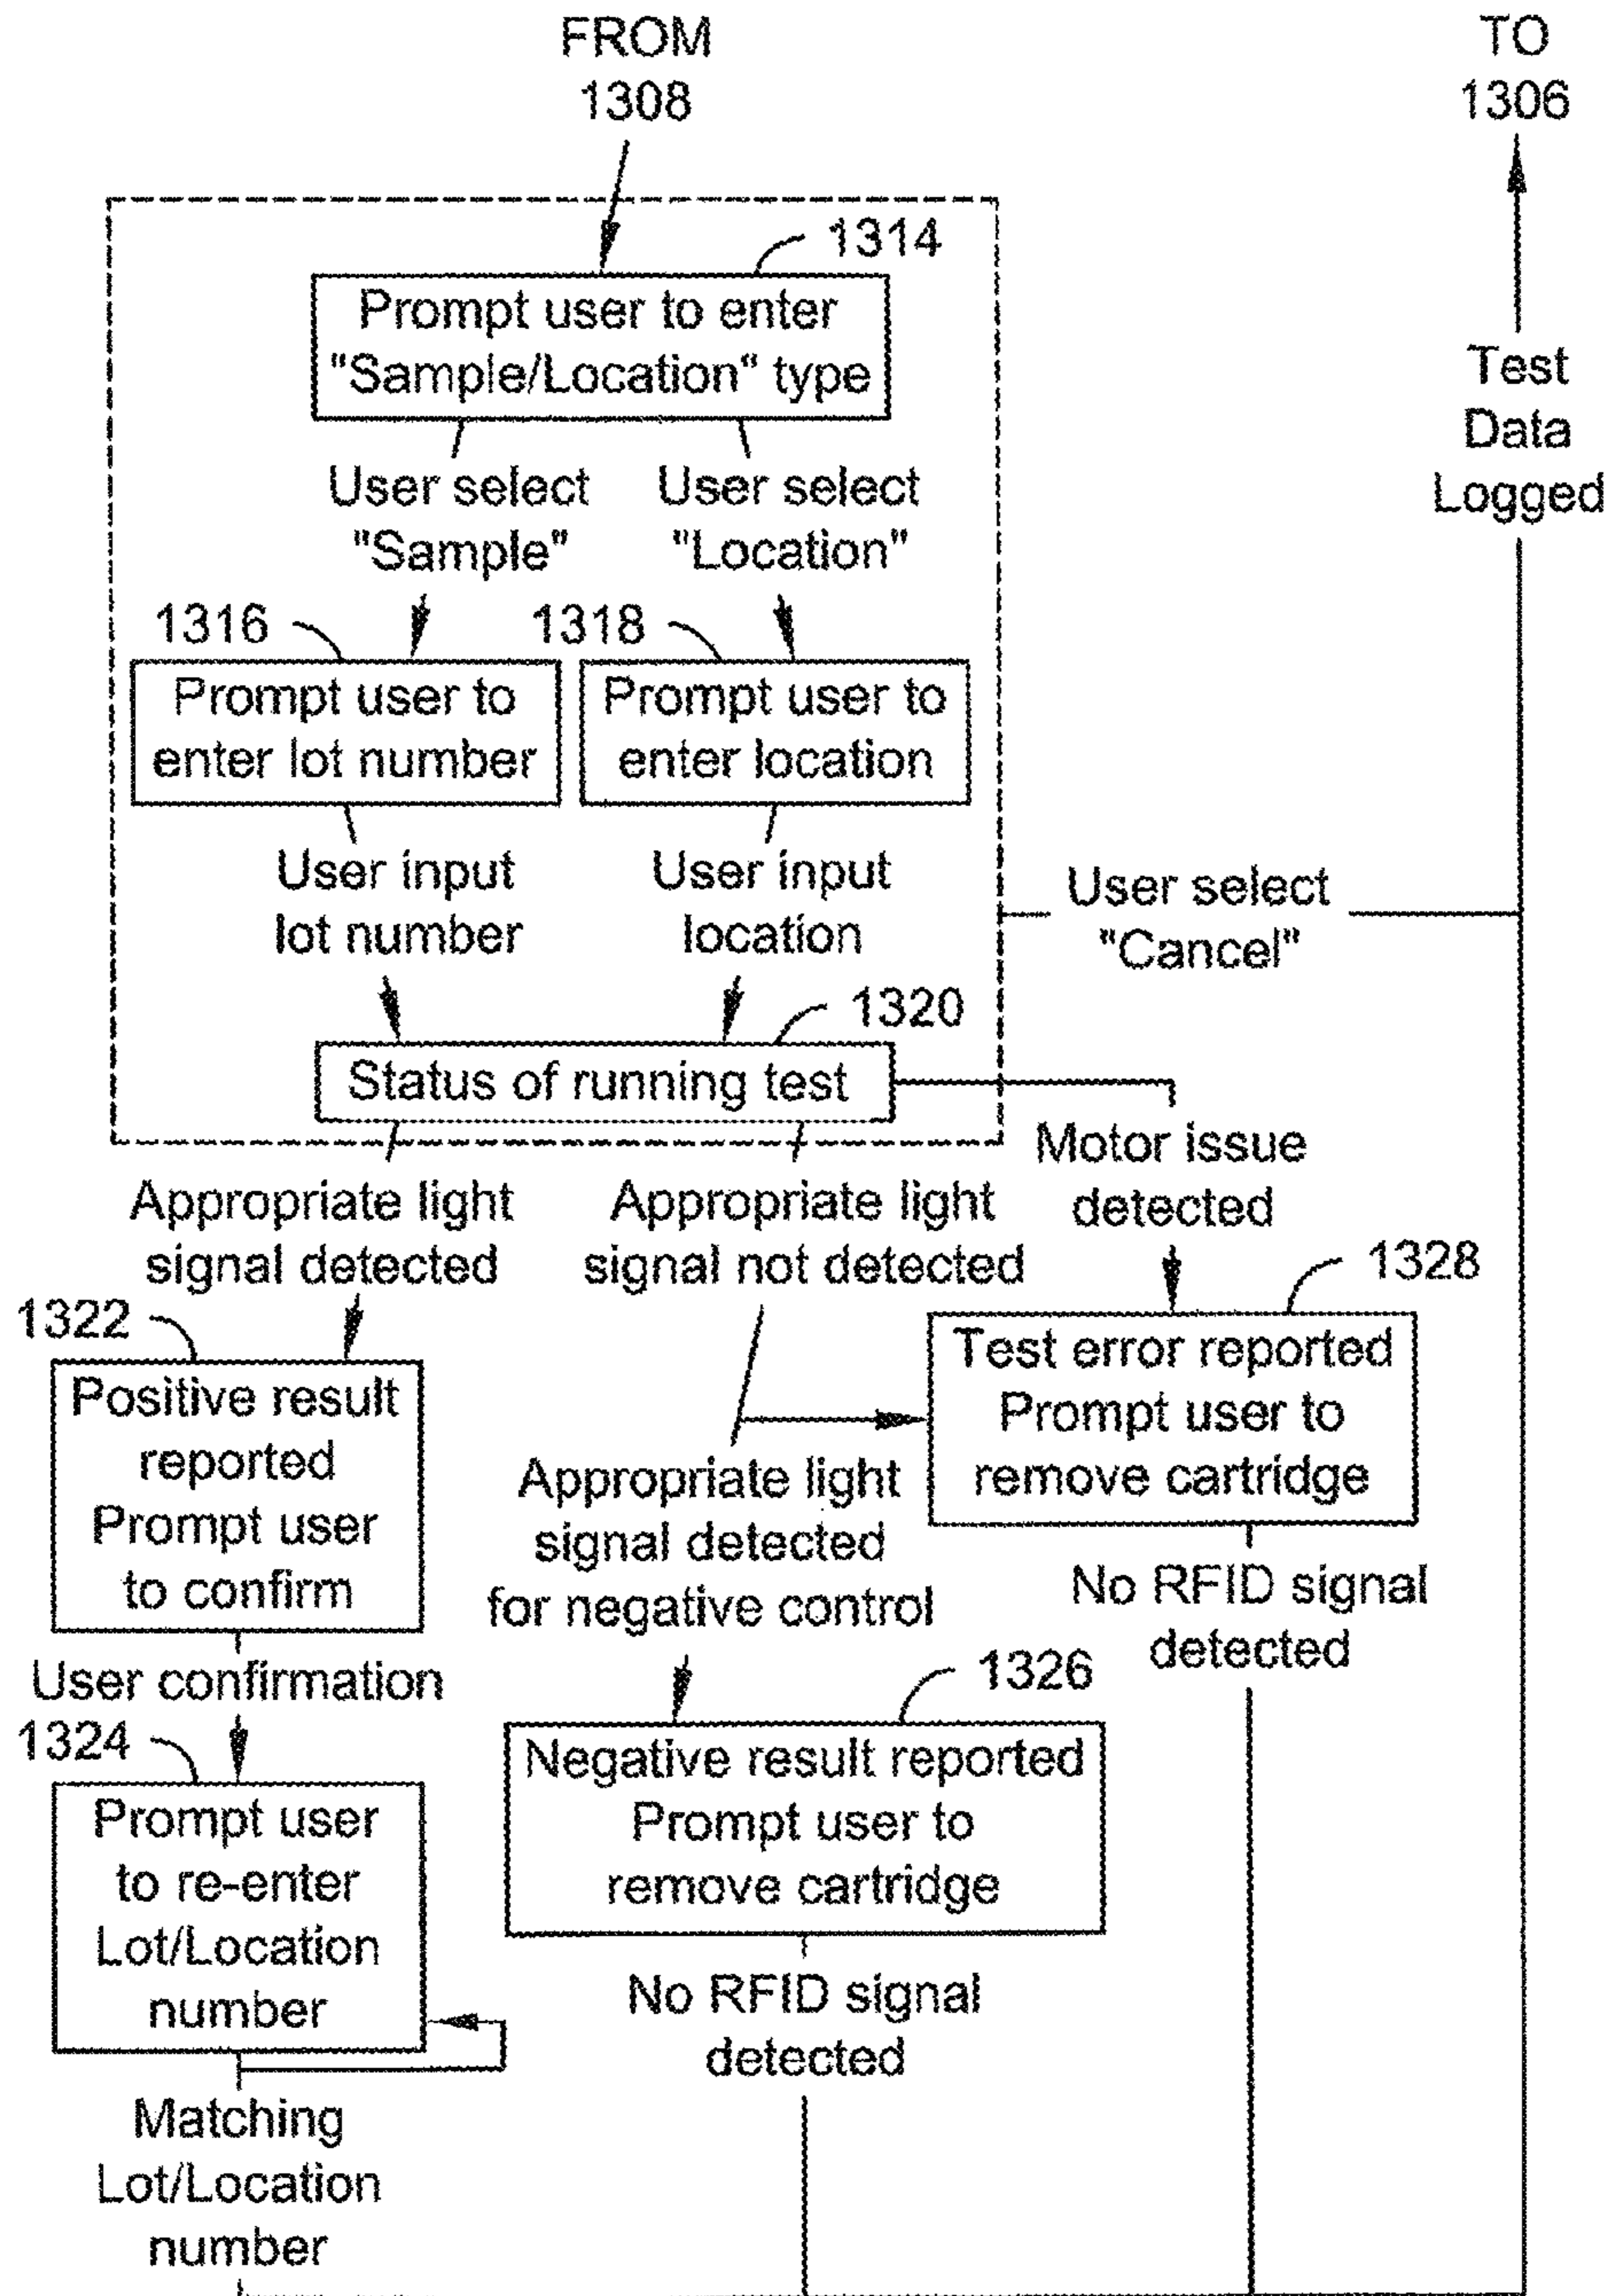 FROM
1308
TO
1306
1314
Prompt user to enter
"Sample/Location" type
Test
Data
Logged
User select
"Sample"
User select
"Location"
1316
1318
Prompt user to
enter lot number
Prompt user to
enter location
User input
lot number
User input
location
User select
"Cancel"
1320
Status of running test
Motor issue
detected
Appropriate light
signal detected
Appropriate light
signal not detected
1328
1322
Test error reported
Prompt user to
remove cartridge
Positive result
reported
Prompt user
to confirm
Appropriate light
signal detected
for negative control
No RFID signal
detected
User confirmation
1326
1324
Negative result reported
Prompt user to
remove cartridge
Prompt user
to re-enter
Lot/Location
number
No RFID signal
detected
Matching
Lot/Location
number